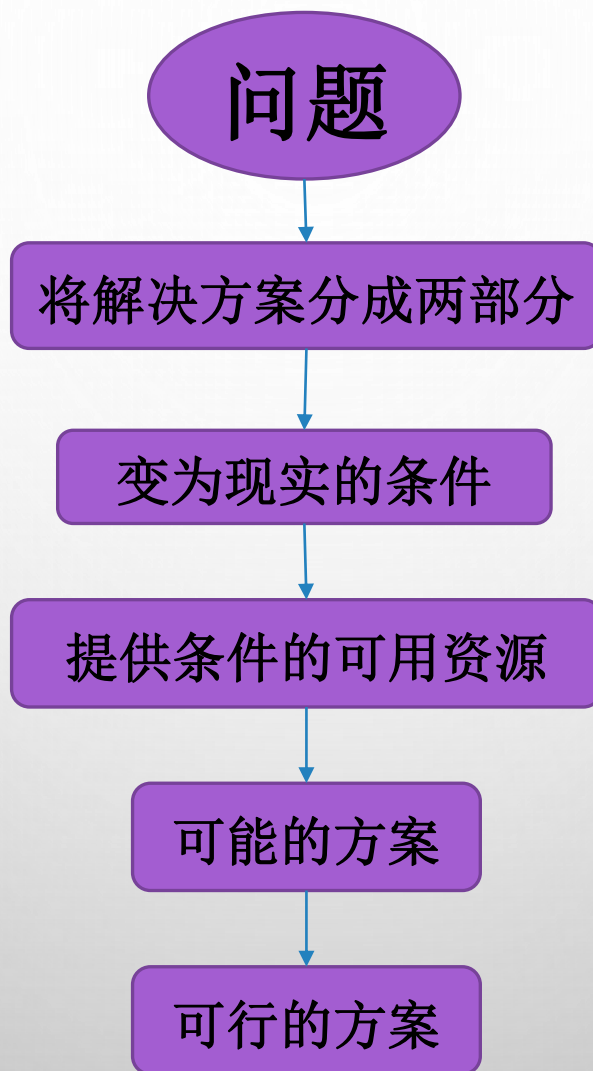 问题
将解决方案分成两部分
变为现实的条件
提供条件的可用资源
可能的方案
可行的方案